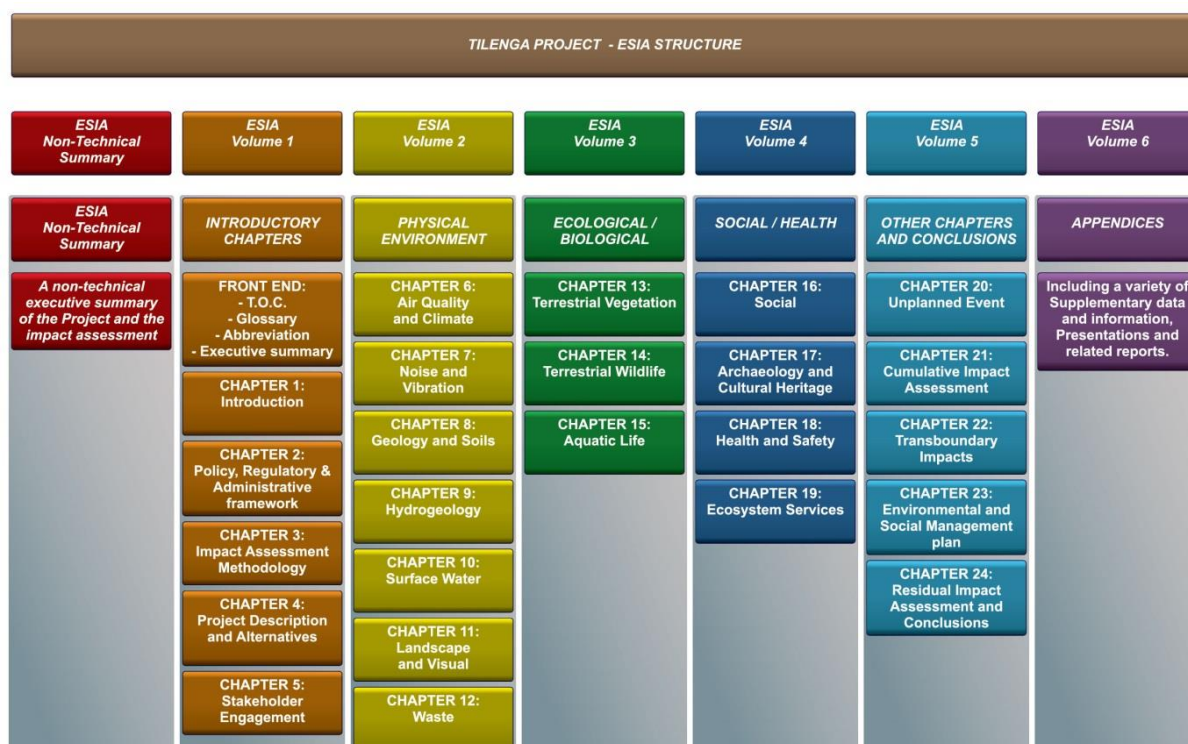 TILENGA PROJECT - ESIA STRUCTURE
ESIA
Non-Technical
Summary
ESIA
Volume 1
ESIA
Volume 2
ESIA
Volume 3
ESIA
Volume 4
ESIA
Volume 5
ESIA
Volume 6
ESIA
Non-Technical
Summary
A non-technical
executive summary
of the Project and the
impact assessment
INTRODUCTORY
CHAPTERS
FRONT END:
- T.O.C.
- Glossary
- Abbreviation
- Executive summary
CHAPTER 1:
Introduction
CHAPTER 2:
Policy, Regulatory &
Administrative
framework
CHAPTER 3:
Impact Assessment
Methodology
CHAPTER 4:
Project Description
and Alternatives
CHAPTER 5:
Stakeholder
Engagement
PHYSICAL
ENVIRONMENT
CHAPTER 6:
Air Quality
and Climate
CHAPTER 7:
Noise and
Vibration
CHAPTER 8:
Geology and Soils
CHAPTER 9:
Hydrogeology
CHAPTER 10:
Surface Water
CHAPTER 11:
Landscape
and Visual
CHAPTER 12:
Waste
ECOLOGICAL /
BIOLOGICAL
CHAPTER 13:
Terrestrial Vegetation
CHAPTER 14:
Terrestrial Wildlife
CHAPTER 15:
Aquatic Life
SOCIAL / HEALTH
CHAPTER 16:
Social
CHAPTER 17:
Archaeology and
Cultural Heritage
CHAPTER 18:
Health and Safety
CHAPTER 19:
Ecosystem Services
OTHER CHAPTERS
AND CONCLUSIONS
CHAPTER 20:
Unplanned Event
CHAPTER 21:
Cumulative Impact
Assessment
CHAPTER 22:
Transboundary
Impacts
CHAPTER 23:
Environmental and
Social Management
plan
CHAPTER 24:
Residual Impact
Assessment and
Conclusions
APPENDICES
Including a variety of
Supplementary data
and information,
Presentations and
related reports.